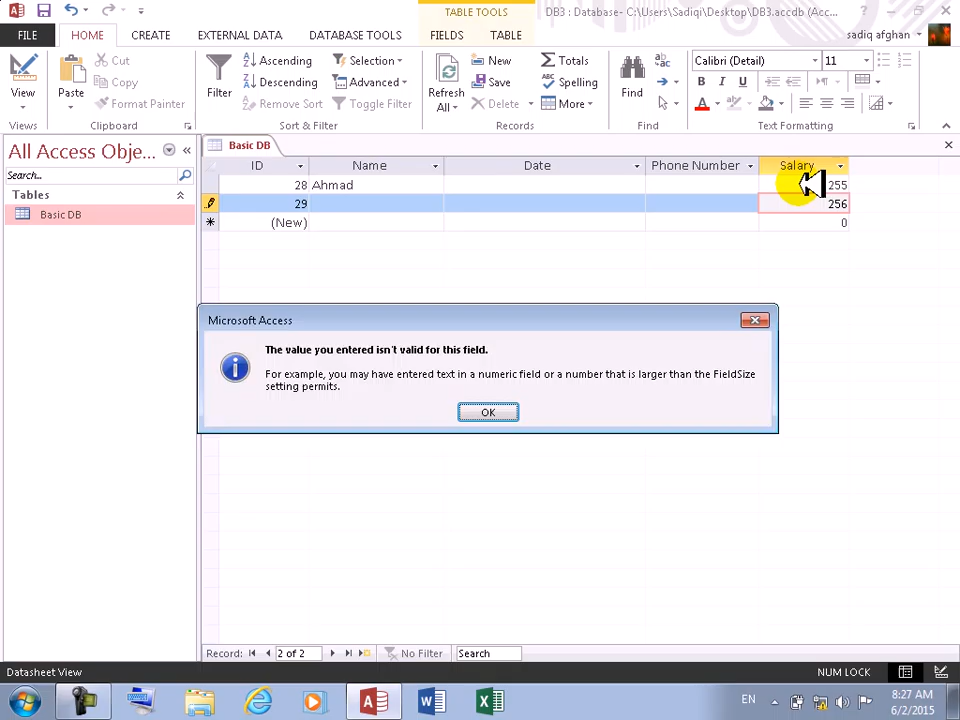 TABLE TOOLS
DB3 : Database- C:\Users\Sadiqi\Desktop\DB3.accdb (Acc...
FILE HOME CREATE EXTERNAL DATA DATABASE TOOLS FIELDS TABLE sadiq afghan
View
Views
Paste
Cut
Copy
Format Painter
Clipboard
Filter
Ascending
Descending
Remove Sort
Selection
Advanced
Toggle Filter
Sort & Filter
Refresh
All
New
Save
Delete
Totals
Spelling
More
Records
Find
Find
Calibri (Detail) 11
B I U
A
Text Formatting
All Access Obje...
Search...
Tables
Basic DB
Basic DB
ID Name Date Phone Number Salary
28 Ahmad 255
29 256
(New) 0
Microsoft Access
The value you entered isn't valid for this field.
For example, you may have entered text in a numeric field or a number that is larger than the FieldSize
setting permits.
OK
Record: 2 of 2 No Filter Search
Datasheet View NUM LOCK
EN 8:27 AM
6/2/2015